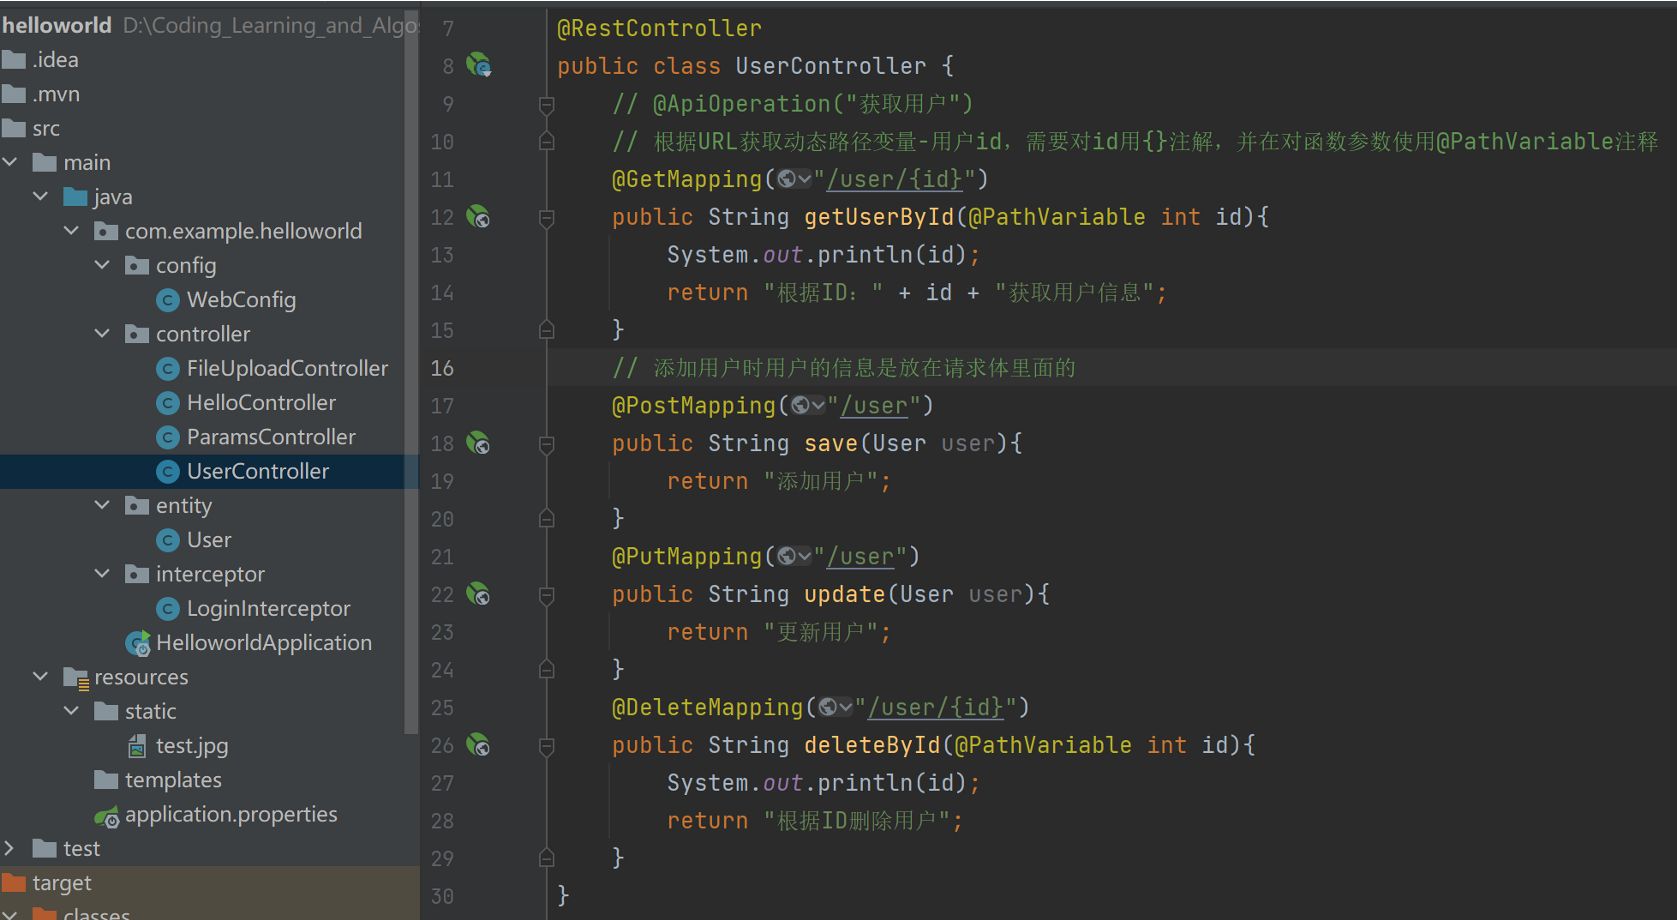 helloworld D:\Coding_Learning_and_Algo
.idea
.mvn
src
main
java
com.example.helloworld
config
WebConfig
controller
FileUploadController
HelloController
ParamsController
UserController
entity
User
interceptor
LoginInterceptor
HelloworldApplication
resources
static
test.jpg
templates
application.properties
test
target
classes
7 @RestController
8 public class UserController {
9 // @ApiOperation("获取用户")
10 // 根据URL获取动态路径变量-用户id，需要对id用{}注解，并在对函数参数使用@PathVariable注释
11 @GetMapping("/user/{id}")
12 public String getUserById(@PathVariable int id){
13 System.out.println(id);
14 return "根据ID：" + id + "获取用户信息";
15 }
16 // 添加用户时用户的信息是放在请求体里面的
17 @PostMapping("/user")
18 public String save(User user){
19 return "添加用户";
20 }
21 @PutMapping("/user")
22 public String update(User user){
23 return "更新用户";
24 }
25 @DeleteMapping("/user/{id}")
26 public String deleteById(@PathVariable int id){
27 System.out.println(id);
28 return "根据ID删除用户";
29 }
30 }